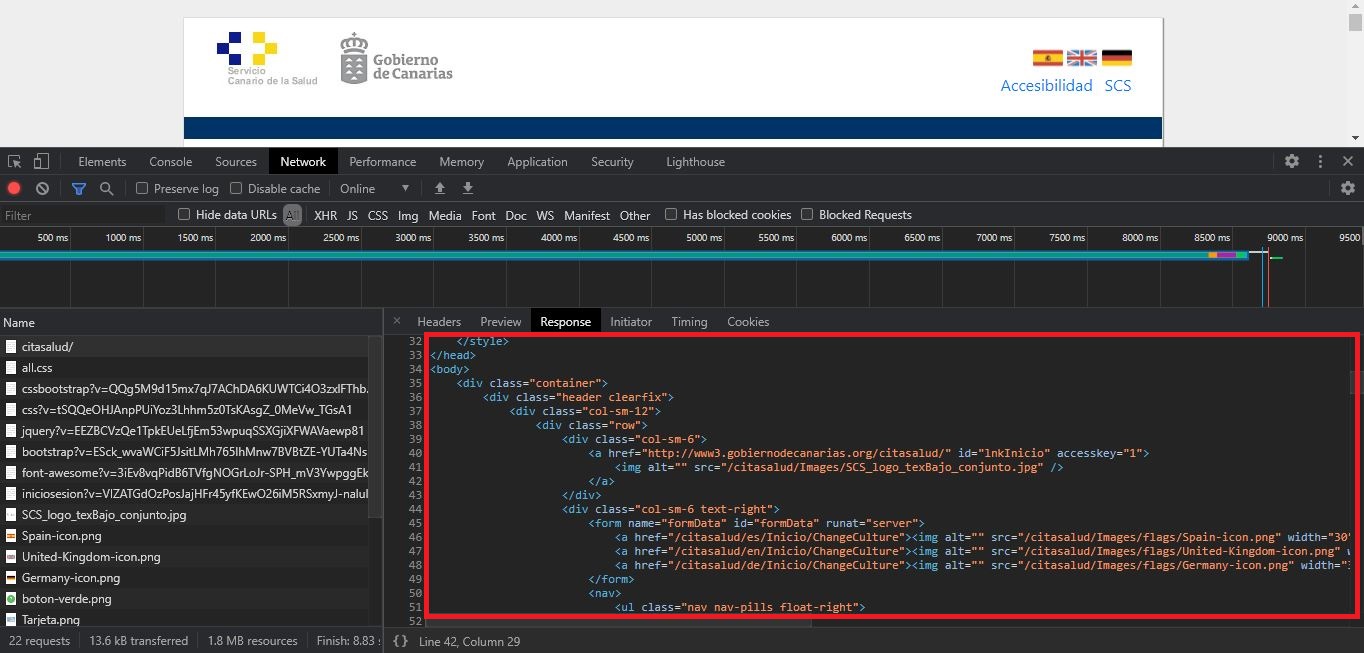 Servicio
Canario de la Salud
Gobierno
de Canarias
Accesibilidad SCS
Elements Console Sources Network Performance Memory Application Security Lighthouse
Preserve log Disable cache Online
Filter Hide data URLs All XHR JS CSS Img Media Font Doc WS Manifest Other Has blocked cookies Blocked Requests
500 ms 1000 ms 1500 ms 2000 ms 2500 ms 3000 ms 3500 ms 4000 ms 4500 ms 5000 ms 5500 ms 6000 ms 6500 ms 7000 ms 7500 ms 8000 ms 8500 ms 9000 ms 9500
Name
citasalud/
all.css
cssbootstrap?v=QQg5M9d15mx7qJ7AChDA6KUWTCi4O3zxlFThb.
css?v=tSQQeOHJAnpPUiYoz3Lhhm5z0TsKAsgZ_0MeVw_TGsA1
jquery?v=EEZBCVzQe1TpkEUeLfjEm53wpuqSSXGjiXFWAVaewp81
bootstrap?v=ESck_wvaWCiF5JsitLMh765IhMnw7BVBtZE-YUTa4Ns
font-awesome?v=3iEv8vqPidB6TVfgNOGrLoJr-SPH_mV3YwpggEk
iniciosesion?v=VIZATGdOzPosJajHFr45yfKEwO26iM5RSxmyJ-naluI
SCS_logo_texBajo_conjunto.jpg
Spain-icon.png
United-Kingdom-icon.png
Germany-icon.png
boton-verde.png
Tarjeta.png
22 requests 13.6 kB transferred 1.8 MB resources Finish: 8.83
Headers Preview Response Initiator Timing Cookies
32 </style>
33 </head>
34 <body>
35 <div class="container">
36 <div class="header clearfix">
37 <div class="col-sm-12">
38 <div class="row">
39 <div class="col-sm-6">
40 <a href="http://www3.gobiernodecanarias.org/citasalud/" id="lnkInicio" accesskey="1">
41 <img alt="" src="/citasalud/Images/SCS_logo_texBajo_conjunto.jpg" />
42 </a>
43 </div>
44 <div class="col-sm-6 text-right">
45 <form name="formData" id="formData" runat="server">
46 <a href="/citasalud/es/Inicio/ChangeCulture"><img alt="" src="/citasalud/Images/flags/Spain-icon.png" width="30"
47 <a href="/citasalud/en/Inicio/ChangeCulture"><img alt="" src="/citasalud/Images/flags/United-Kingdom-icon.png"
48 <a href="/citasalud/de/Inicio/ChangeCulture"><img alt="" src="/citasalud/Images/flags/Germany-icon.png" width="
49 </form>
50 <nav>
51 <ul class="nav nav-pills float-right">
52
{} Line 42, Column 29